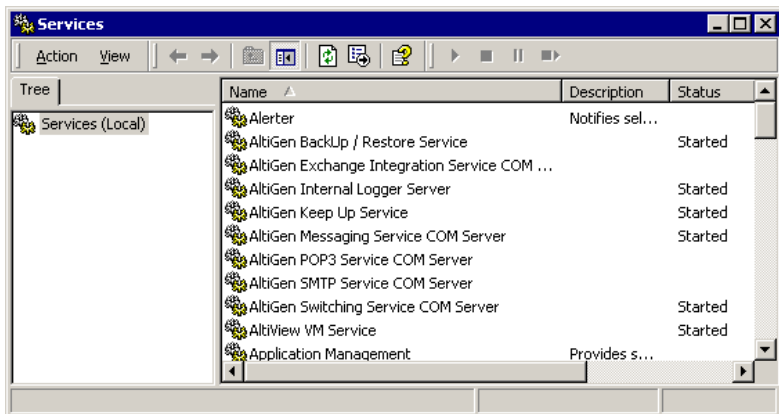 Services
Action View
Tree
Services (Local)
Name Description Status
Alerter Notifies sel...
AltiGen BackUp / Restore Service Started
AltiGen Exchange Integration Service COM ...
AltiGen Internal Logger Server Started
AltiGen Keep Up Service Started
AltiGen Messaging Service COM Server Started
AltiGen POP3 Service COM Server
AltiGen SMTP Service COM Server
AltiGen Switching Service COM Server Started
AltiView VM Service Started
Application Management Provides s...